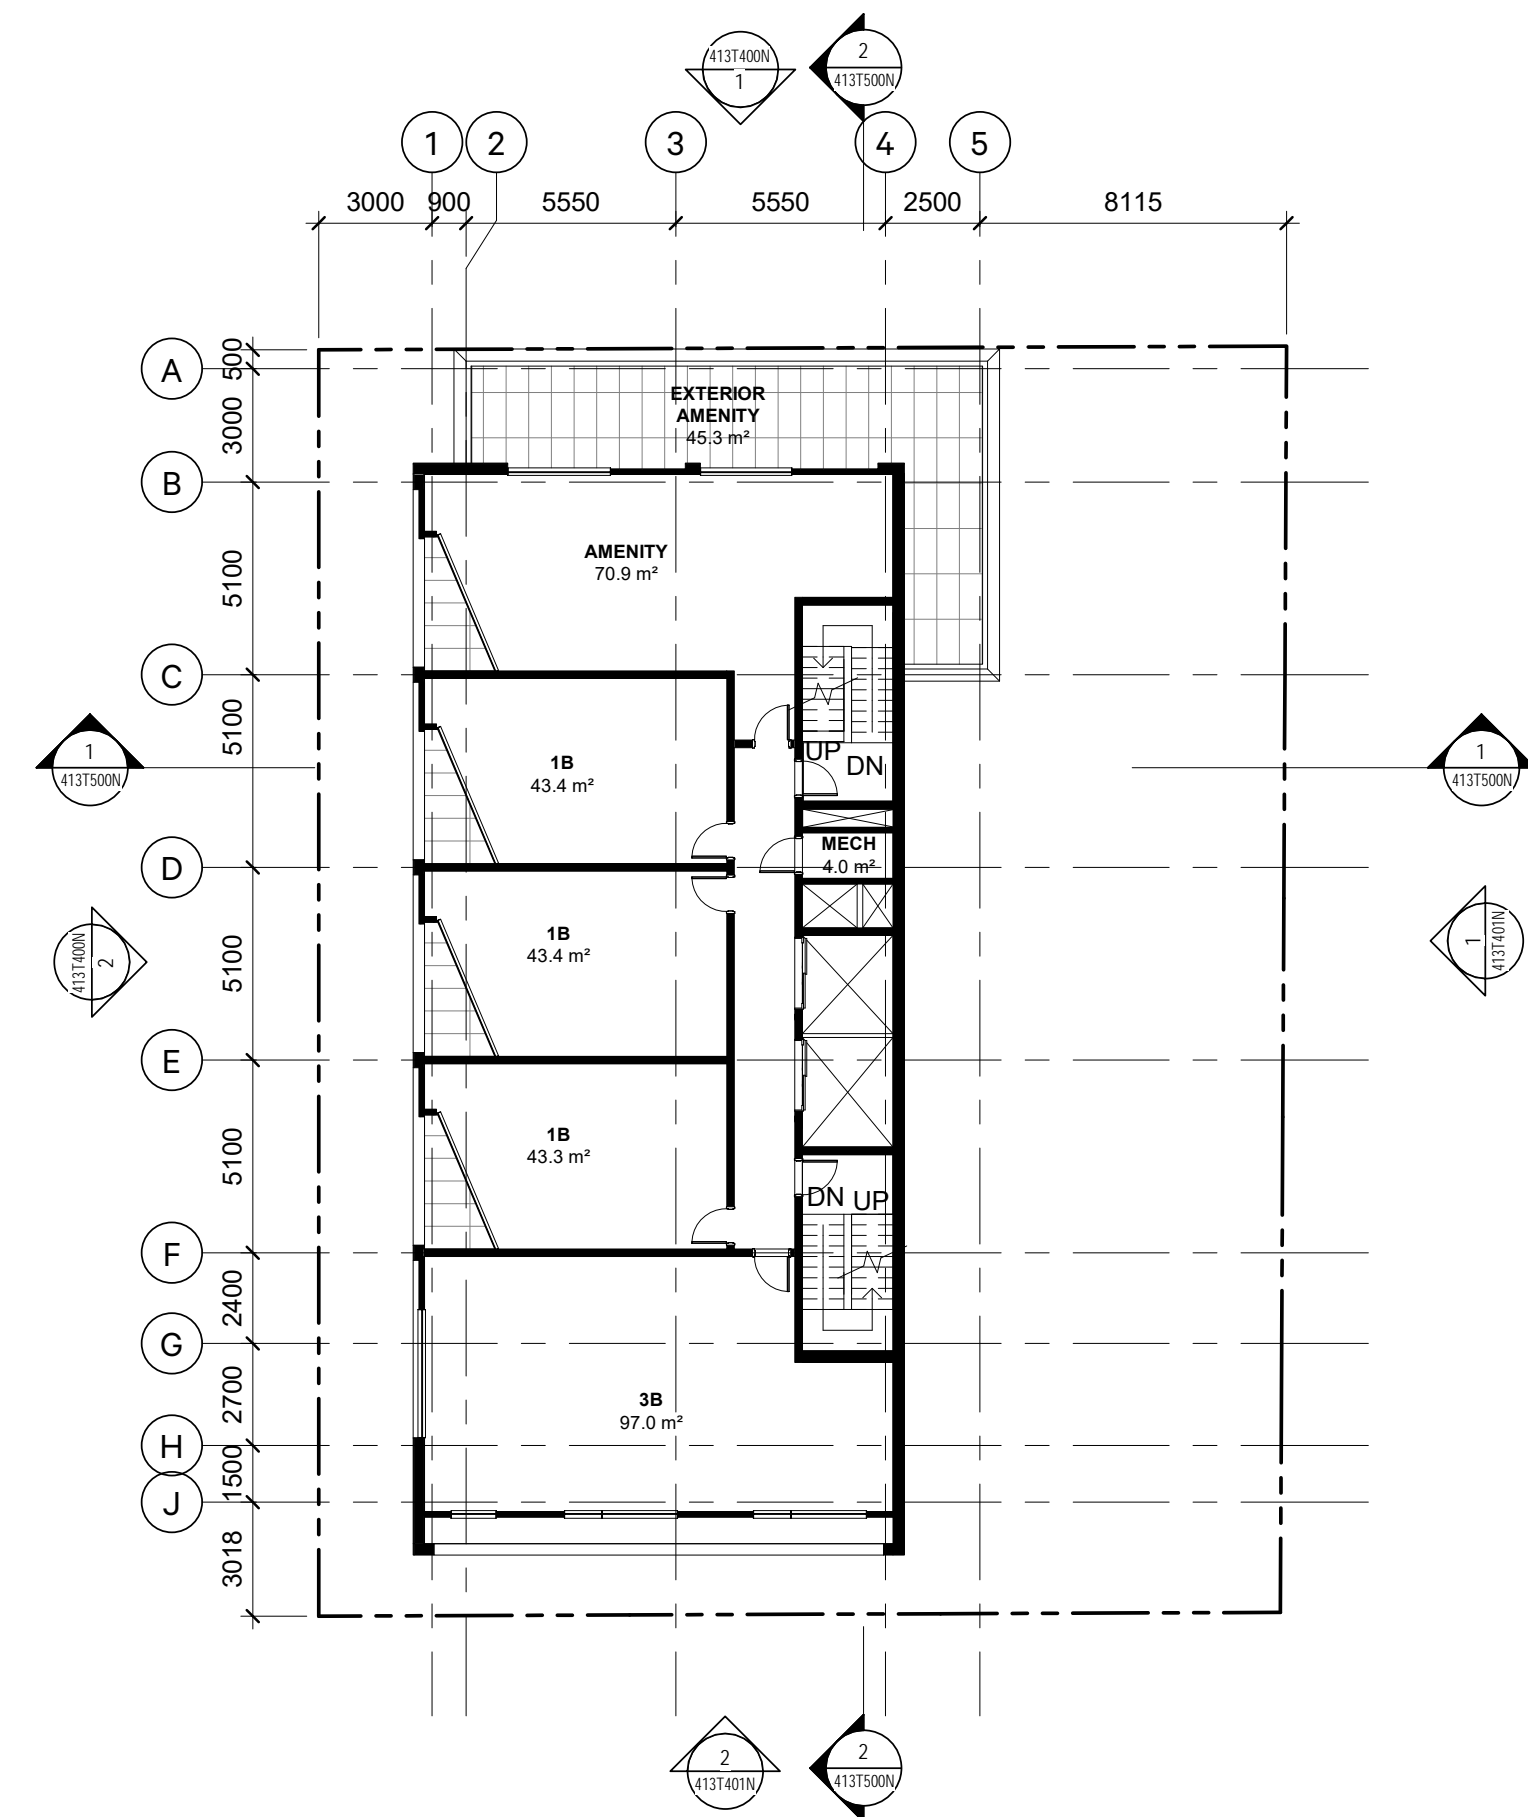 413T400N
1
2
413T500N
1
2
3
4
5
3000
900
5550
5550
2500
8115
A
B
C
D
E
F
G
H
J
500
3000
5100
5100
5100
5100
2400
2700
1500
3018
EXTERIOR
AMENITY
45.3 m²
AMENITY
70.9 m²
UP
DN
1B
43.4 m²
MECH
4.0 m²
1B
43.4 m²
1B
43.3 m²
DN
UP
3B
97.0 m²
1
413T500N
1
413T500N
413T400N
2
1
413T401N
2
413T401N
2
413T500N